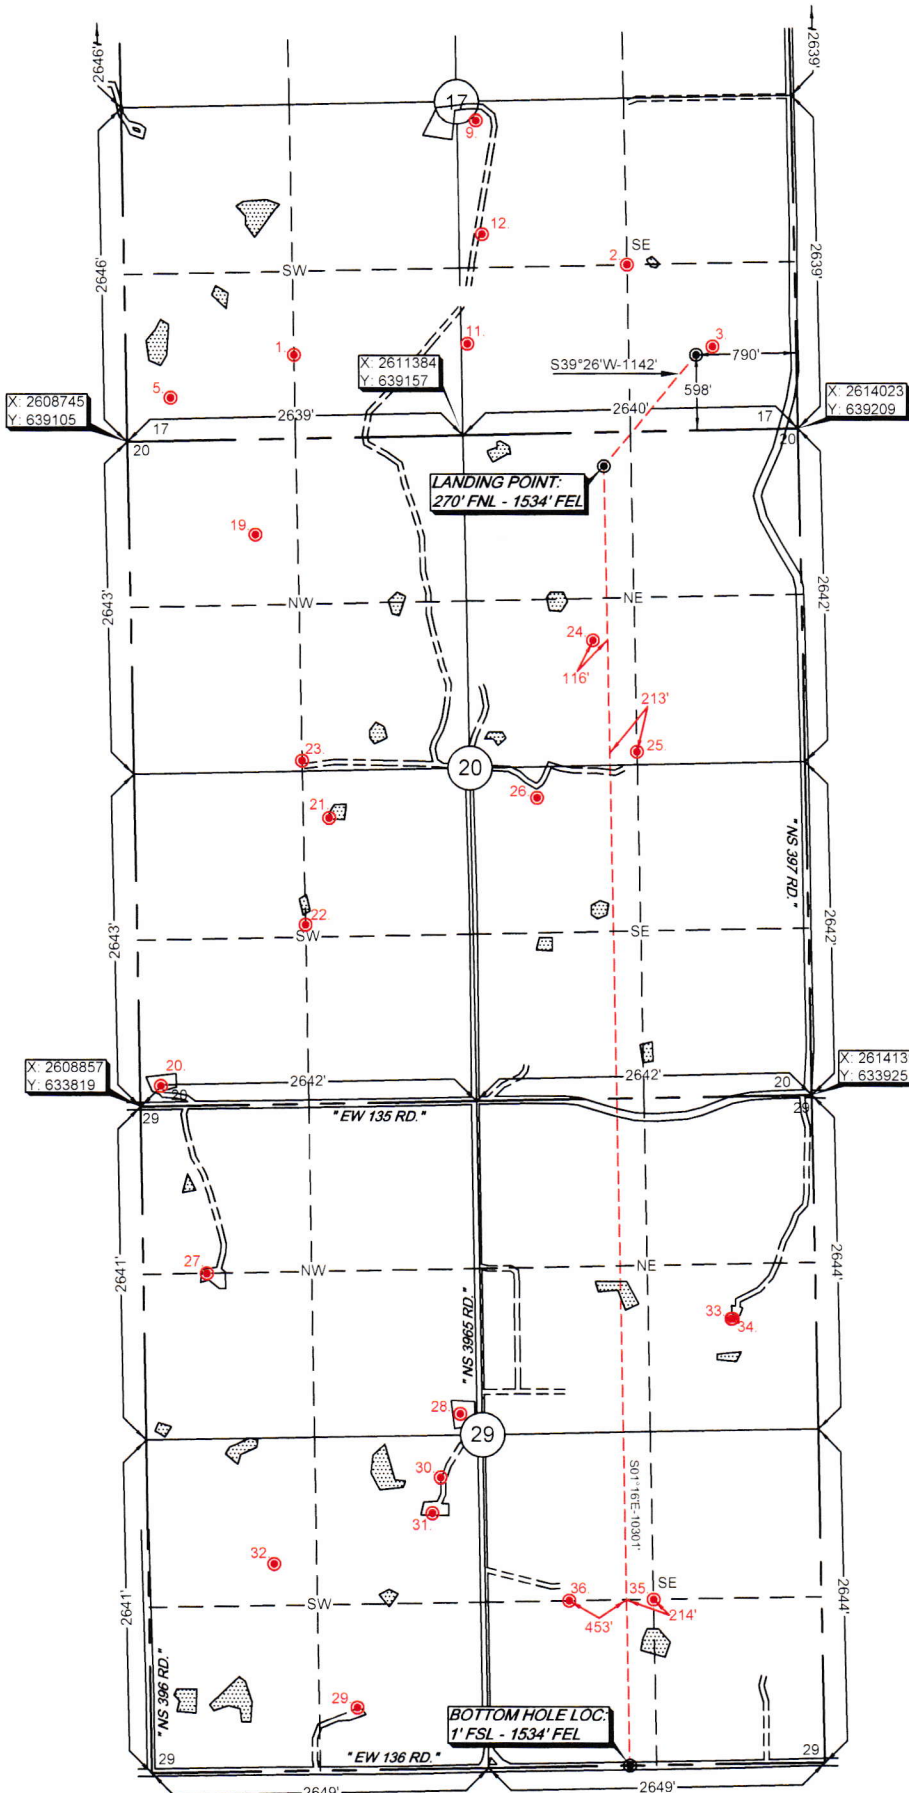 2646'
2639'
17
9.
12.
SE
2.
SW
2646'
2639'
11.
3.
1.
790'
S39°26'W-1142'
X: 2611384
Y: 639157
598'
5.
X: 2608745
Y: 639105
X: 2614023
Y: 639209
2639'
2640'
17
17
20
20
LANDING POINT:
270' FNL - 1534' FEL
19.
2643'
NW
NE
2642'
24.
116'
213'
23.
25.
20
26.
21.
"NS 397 RD."
22.
2643'
SW
SE
2642'
X: 2608857
Y: 633819
20.
2642'
2642'
20
X: 261413
Y: 633925
20
29
"EW 135 RD."
29
27.
2641'
NW
NE
2644'
33.
34.
"NS 3965 RD."
28.
29
30.
31.
S01°16'E-10301'
32.
36.
35.
SE
2641'
SW
453'
214'
2644'
"NS 396 RD."
29.
BOTTOM HOLE LOC:
1' FSL - 1534' FEL
29
"EW 136 RD."
29
2649'
2649'